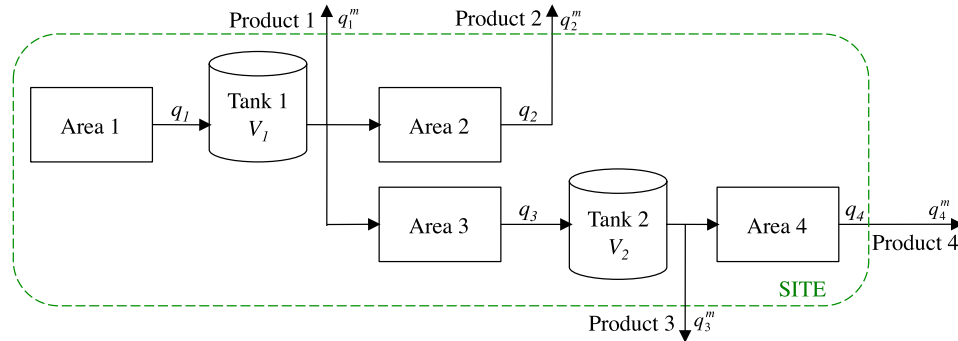 Product 1 q₁ᵐ Product 2 q₂ᵐ
Area 1 q₁ Tank 1 V₁ Area 2 q₂
Area 3 q₃ Tank 2 V₂ Area 4 q₄ q₄ᵐ
Product 4
SITE
Product 3 q₃ᵐ